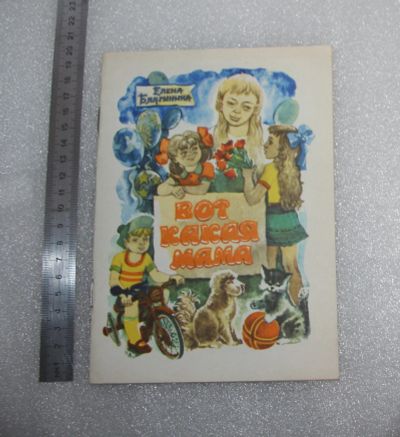 Елена
Благинина
Вот
какая
мама